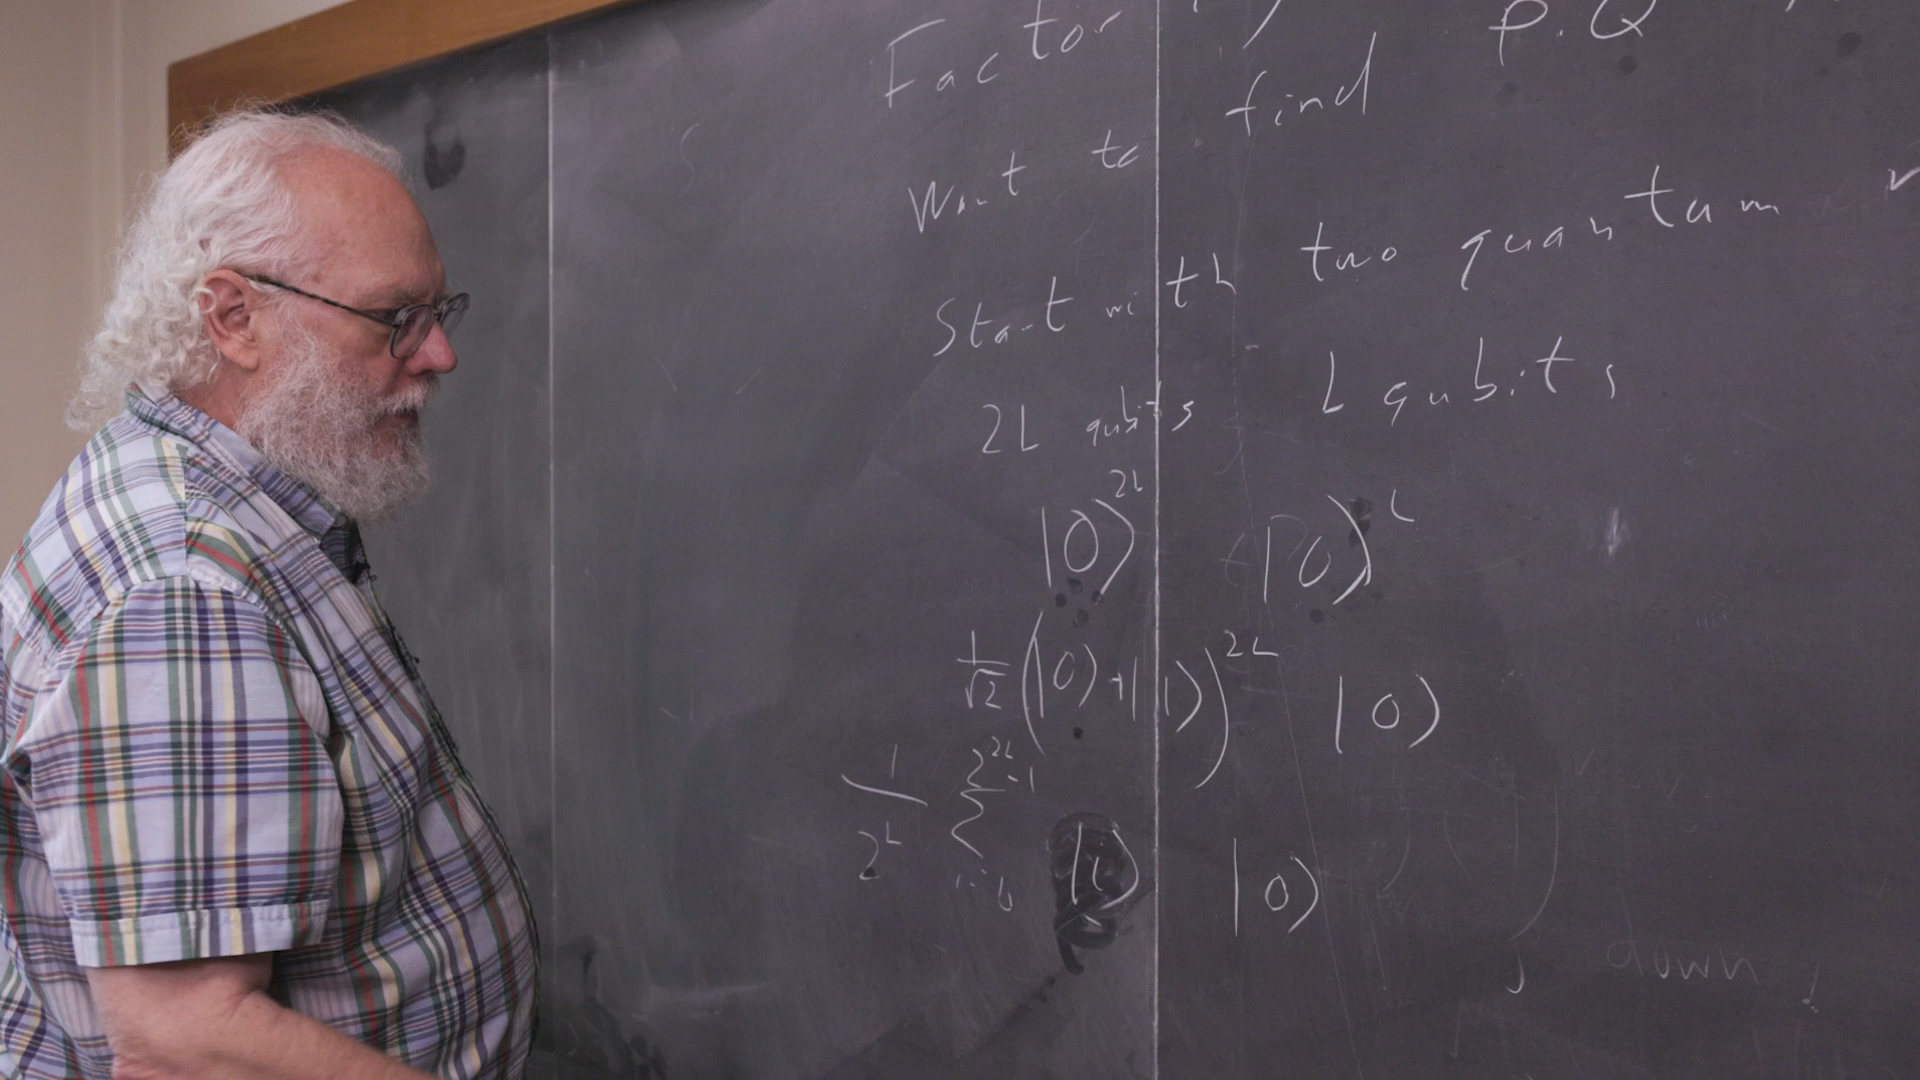 Factor
Want to find P.Q
Start with two quantum
2L qubits L qubits
|0⟩^2L |0⟩^L
1/√2 (|0⟩+|1⟩)^2L |0⟩
1/2^L Σ_{i=0}^{2^2L-1} |i⟩ |0⟩
down